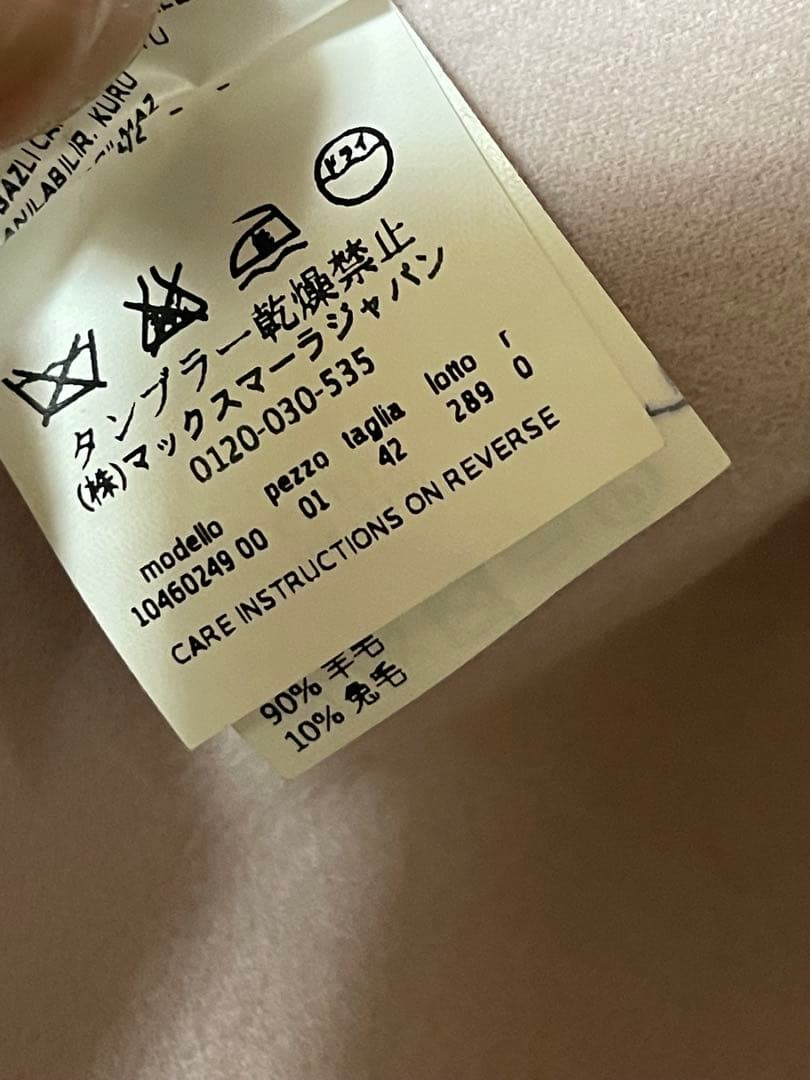 KURU
ドライ
タンブラー乾燥禁止
(株)マックスマーラジャパン
0120-030-535
modello pezzo taglia lotto r
10460249 00 01 42 289 0
CARE INSTRUCTIONS ON REVERSE
90% 羊毛
10% 兔毛